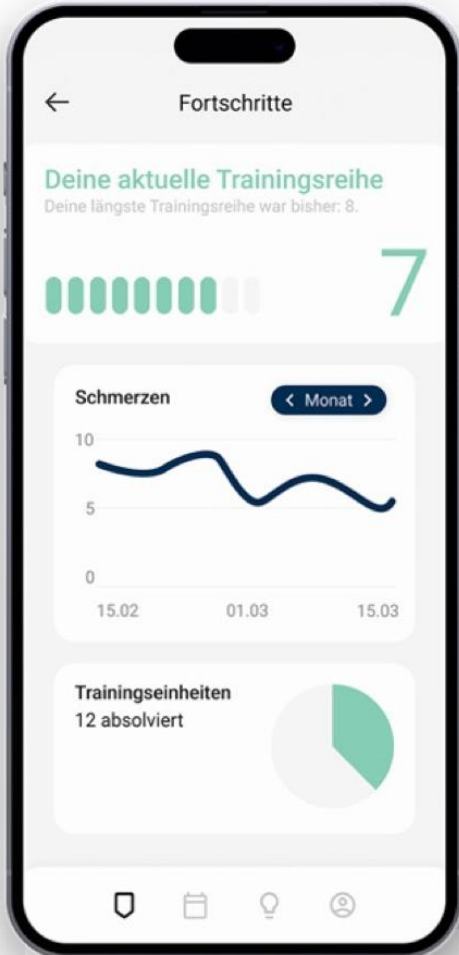 Fortschritte
Deine aktuelle Trainingsreihe
Deine längste Trainingsreihe war bisher: 8.
7
Schmerzen
< Monat >
10
5
0
15.02 01.03 15.03
Trainingseinheiten
12 absolviert